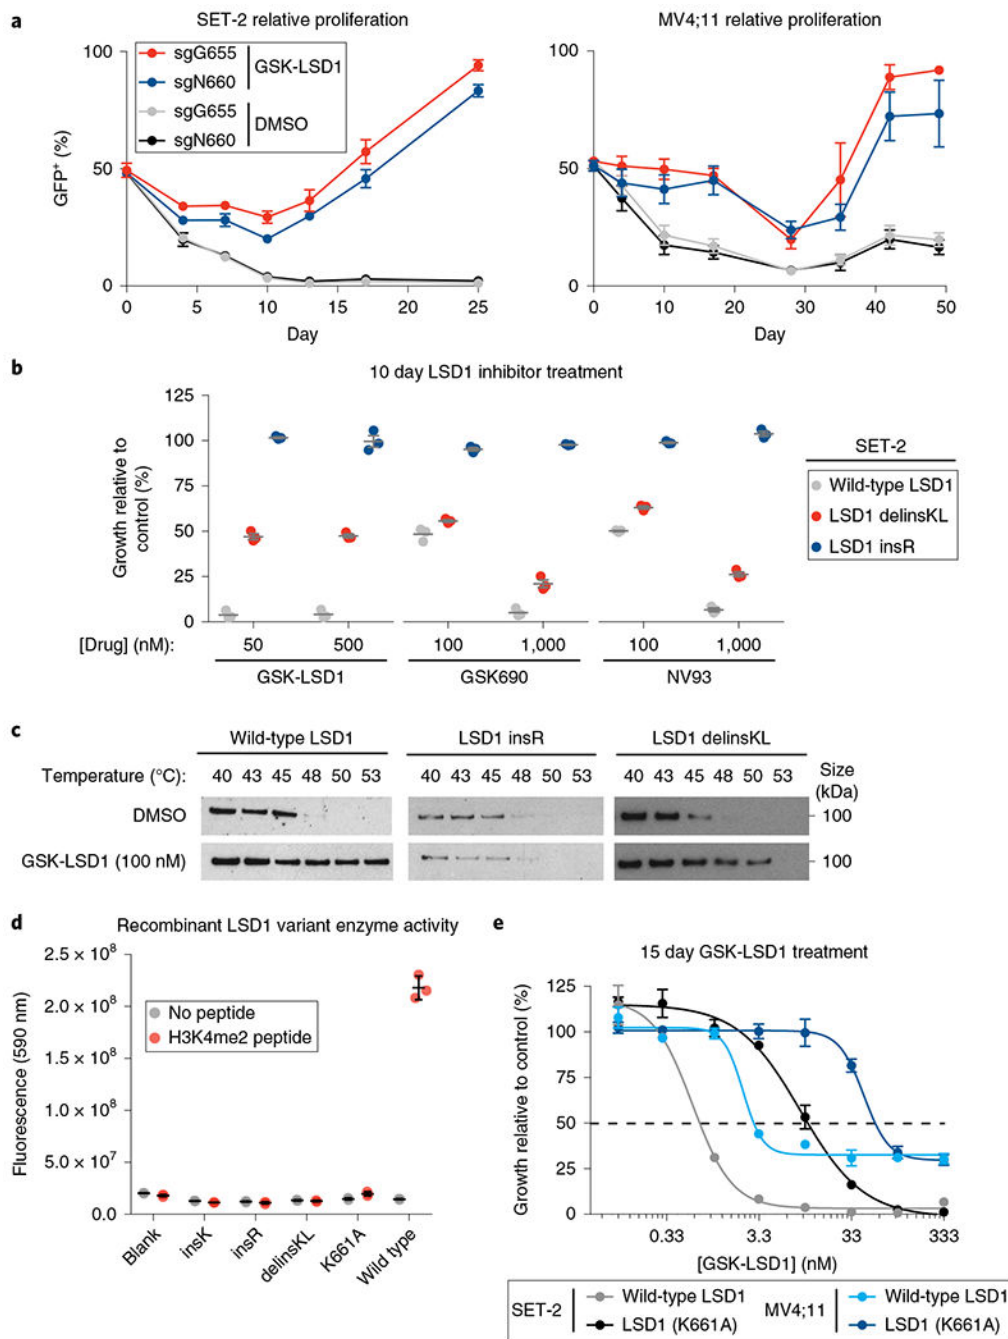 a
SET-2 relative proliferation
MV4;11 relative proliferation
100
50
0
GFP⁺ (%)
sgG655
sgN660
GSK-LSD1
sgG655
sgN660
DMSO
0 5 10 15 20 25
Day
100
50
0
0 10 20 30 40 50
Day
b
10 day LSD1 inhibitor treatment
Growth relative to
control (%)
125
100
75
50
25
0
SET-2
Wild-type LSD1
LSD1 delinsKL
LSD1 insR
[Drug] (nM):
50 500 100 1,000 100 1,000
GSK-LSD1 GSK690 NV93
c
Wild-type LSD1 LSD1 insR LSD1 delinsKL
Temperature (°C): 40 43 45 48 50 53 40 43 45 48 50 53 40 43 45 48 50 53
Size
(kDa)
DMSO
100
GSK-LSD1 (100 nM)
100
d
Recombinant LSD1 variant enzyme activity
Fluorescence (590 nm)
2.5 × 10⁸
2.0 × 10⁸
1.5 × 10⁸
1.0 × 10⁸
5.0 × 10⁷
0.0
No peptide
H3K4me2 peptide
Blank insK insR delinsKL K661A Wild type
e
15 day GSK-LSD1 treatment
Growth relative to control (%)
125
100
75
50
25
0
0.33 3.3 33 333
[GSK-LSD1] (nM)
SET-2
Wild-type LSD1
LSD1 (K661A)
MV4;11
Wild-type LSD1
LSD1 (K661A)